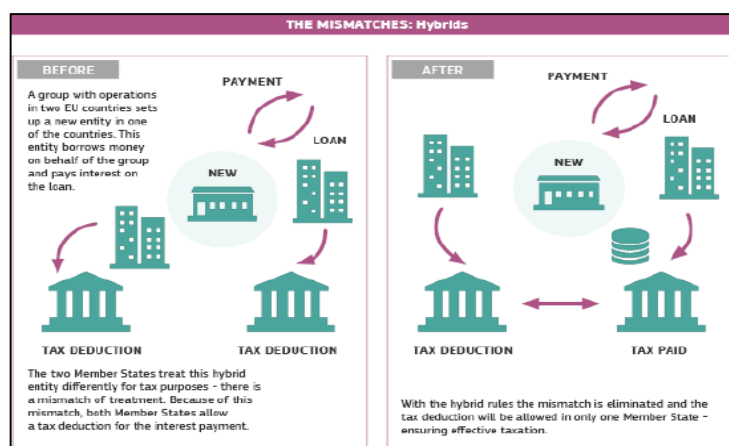 THE MISMATCHES: Hybrids
BEFORE
A group with operations
in two EU countries sets
up a new entity in one
of the countries. This
entity borrows money
on behalf of the group
and pays interest on
the loan.
PAYMENT
LOAN
NEW
TAX DEDUCTION
TAX DEDUCTION
The two Member States treat this hybrid
entity differently for tax purposes - there is
a mismatch of treatment. Because of this
mismatch, both Member States allow
a tax deduction for the interest payment.
AFTER
PAYMENT
LOAN
NEW
TAX DEDUCTION
TAX PAID
With the hybrid rules the mismatch is eliminated and the
tax deduction will be allowed in only one Member State -
ensuring effective taxation.